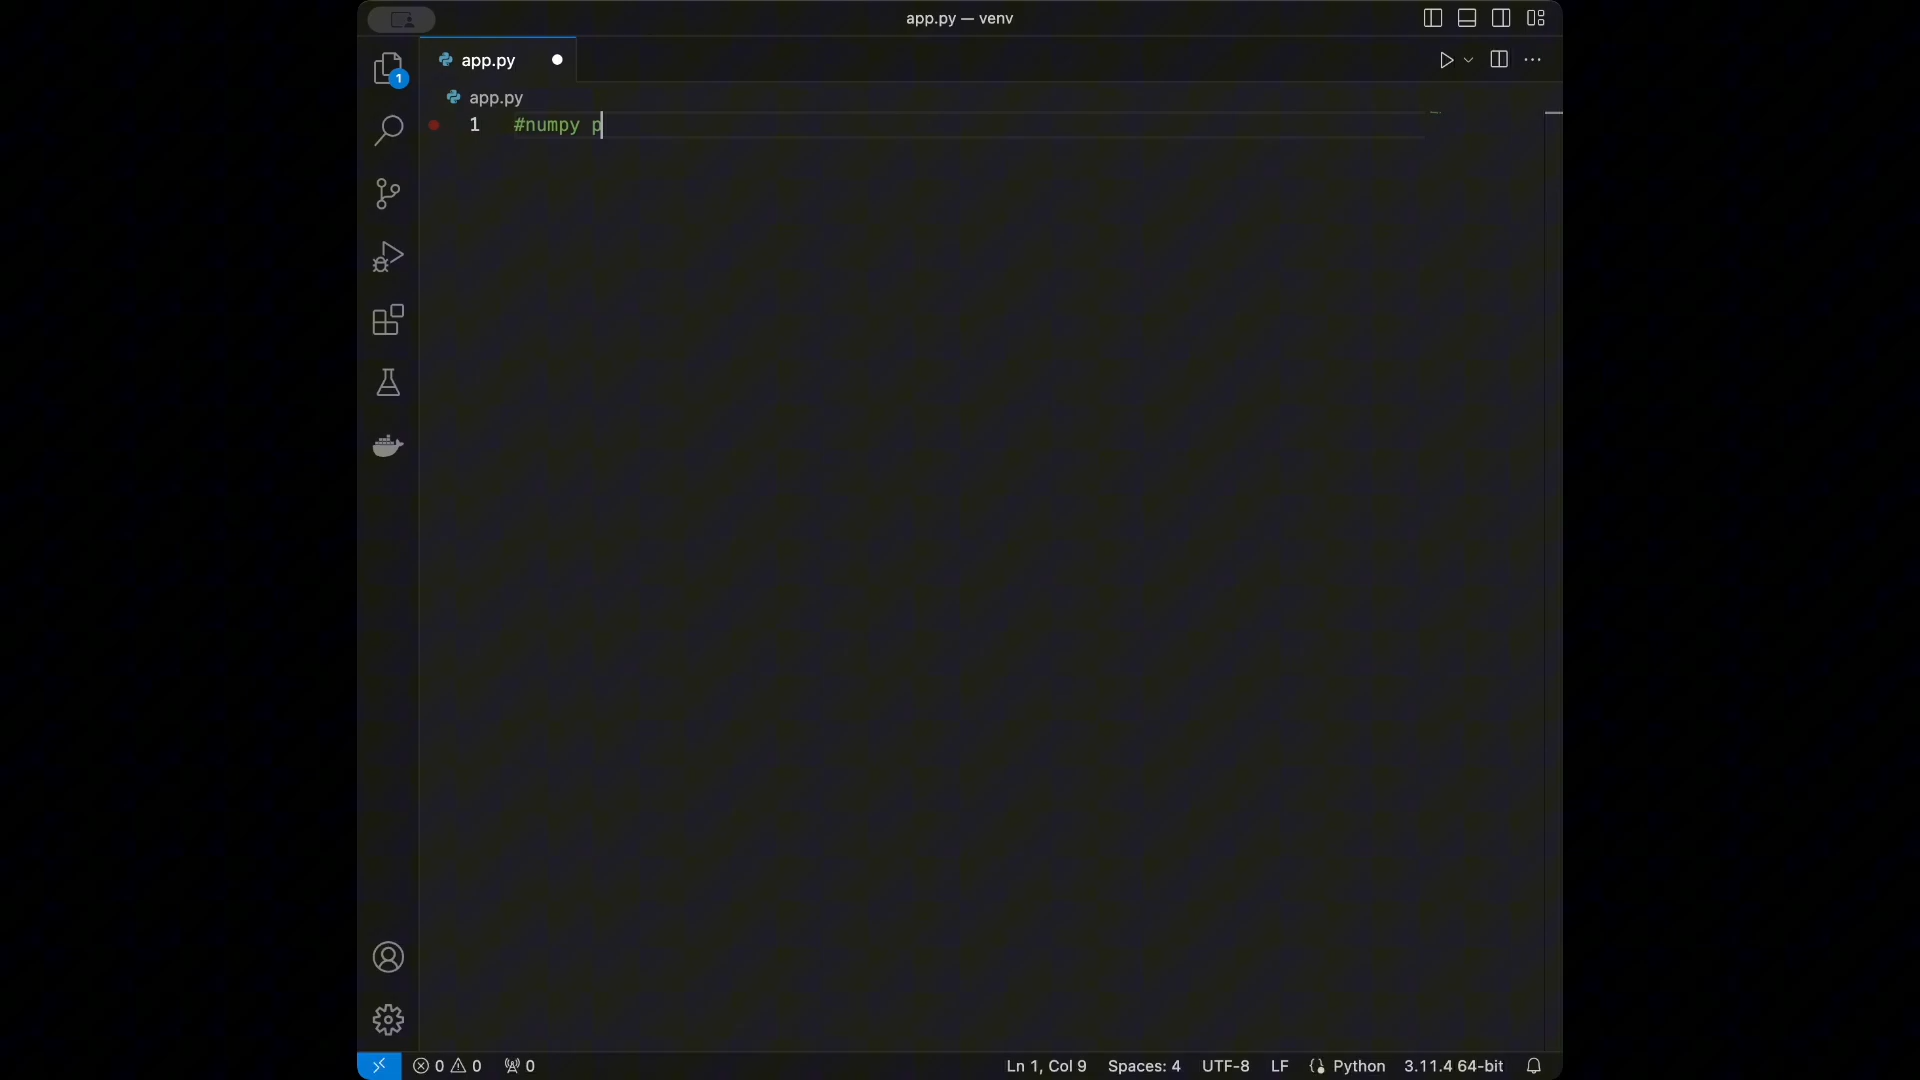 app.py — venv
app.py
1
app.py
1 #numpy p
0 0 0 Ln 1, Col 9 Spaces: 4 UTF-8 LF Python 3.11.4 64-bit